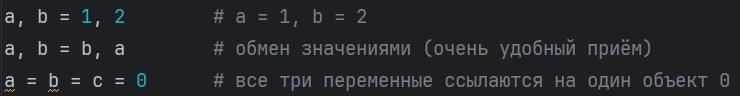 a, b = 1, 2        # a = 1, b = 2
a, b = b, a        # обмен значениями (очень удобный приём)
a = b = c = 0      # все три переменные ссылаются на один объект 0